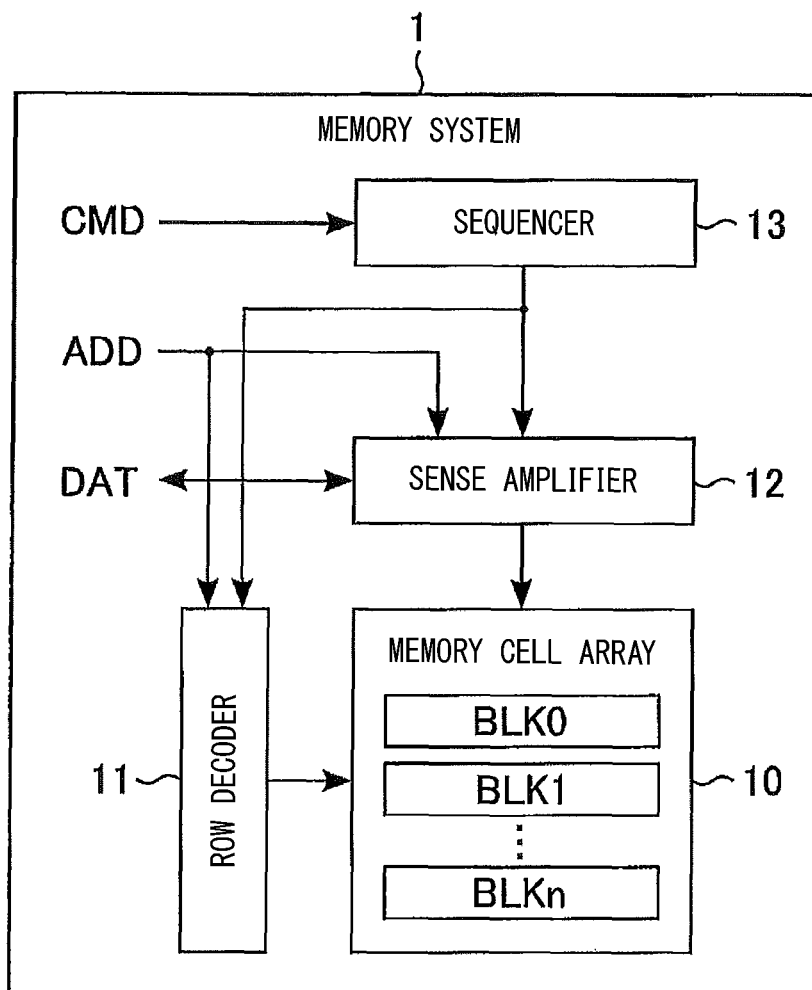 1
MEMORY SYSTEM
CMD
SEQUENCER
13
ADD
DAT
SENSE AMPLIFIER
12
MEMORY CELL ARRAY
BLK0
11
ROW DECODER
BLK1
10
BLKn